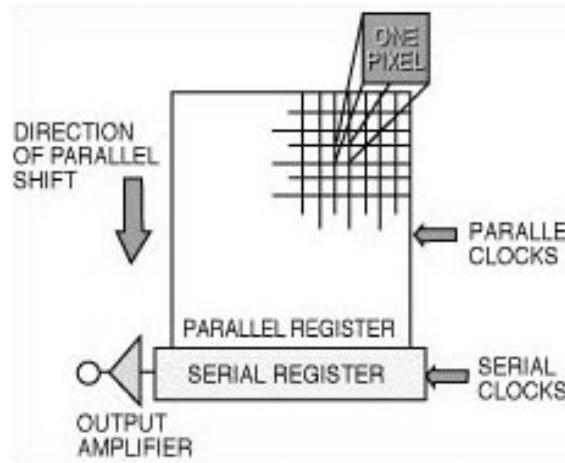 ONE
PIXEL
DIRECTION
OF PARALLEL
SHIFT
PARALLE
CLOCKS
PARALLEL REGISTER
SERIAL REGISTER
SERIAL
CLOCKS
OUTPUT
AMPLIFIER